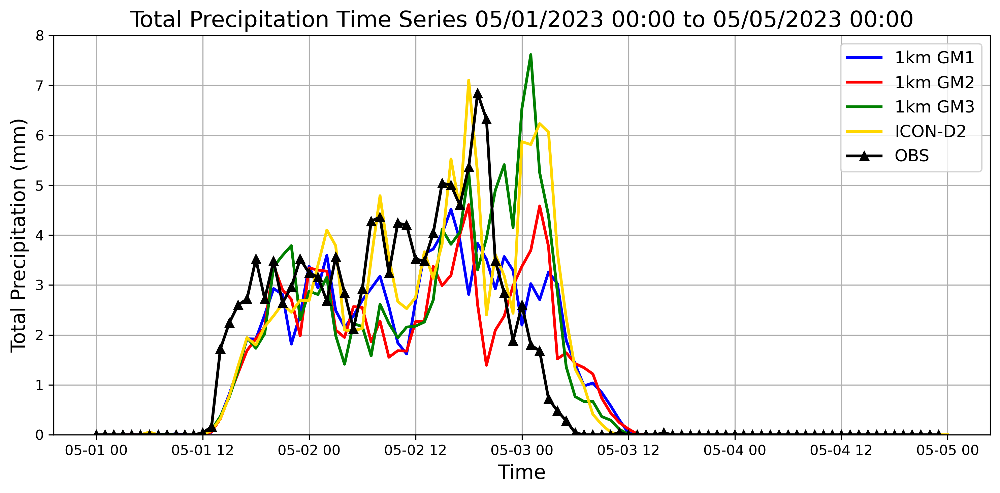 Total Precipitation Time Series 05/01/2023 00:00 to 05/05/2023 00:00
8
7
6
5
4
3
2
1
0
Total Precipitation (mm)
1km GM1
1km GM2
1km GM3
ICON-D2
OBS
05-01 00
05-01 12
05-02 00
05-02 12
05-03 00
05-03 12
05-04 00
05-04 12
05-05 00
Time